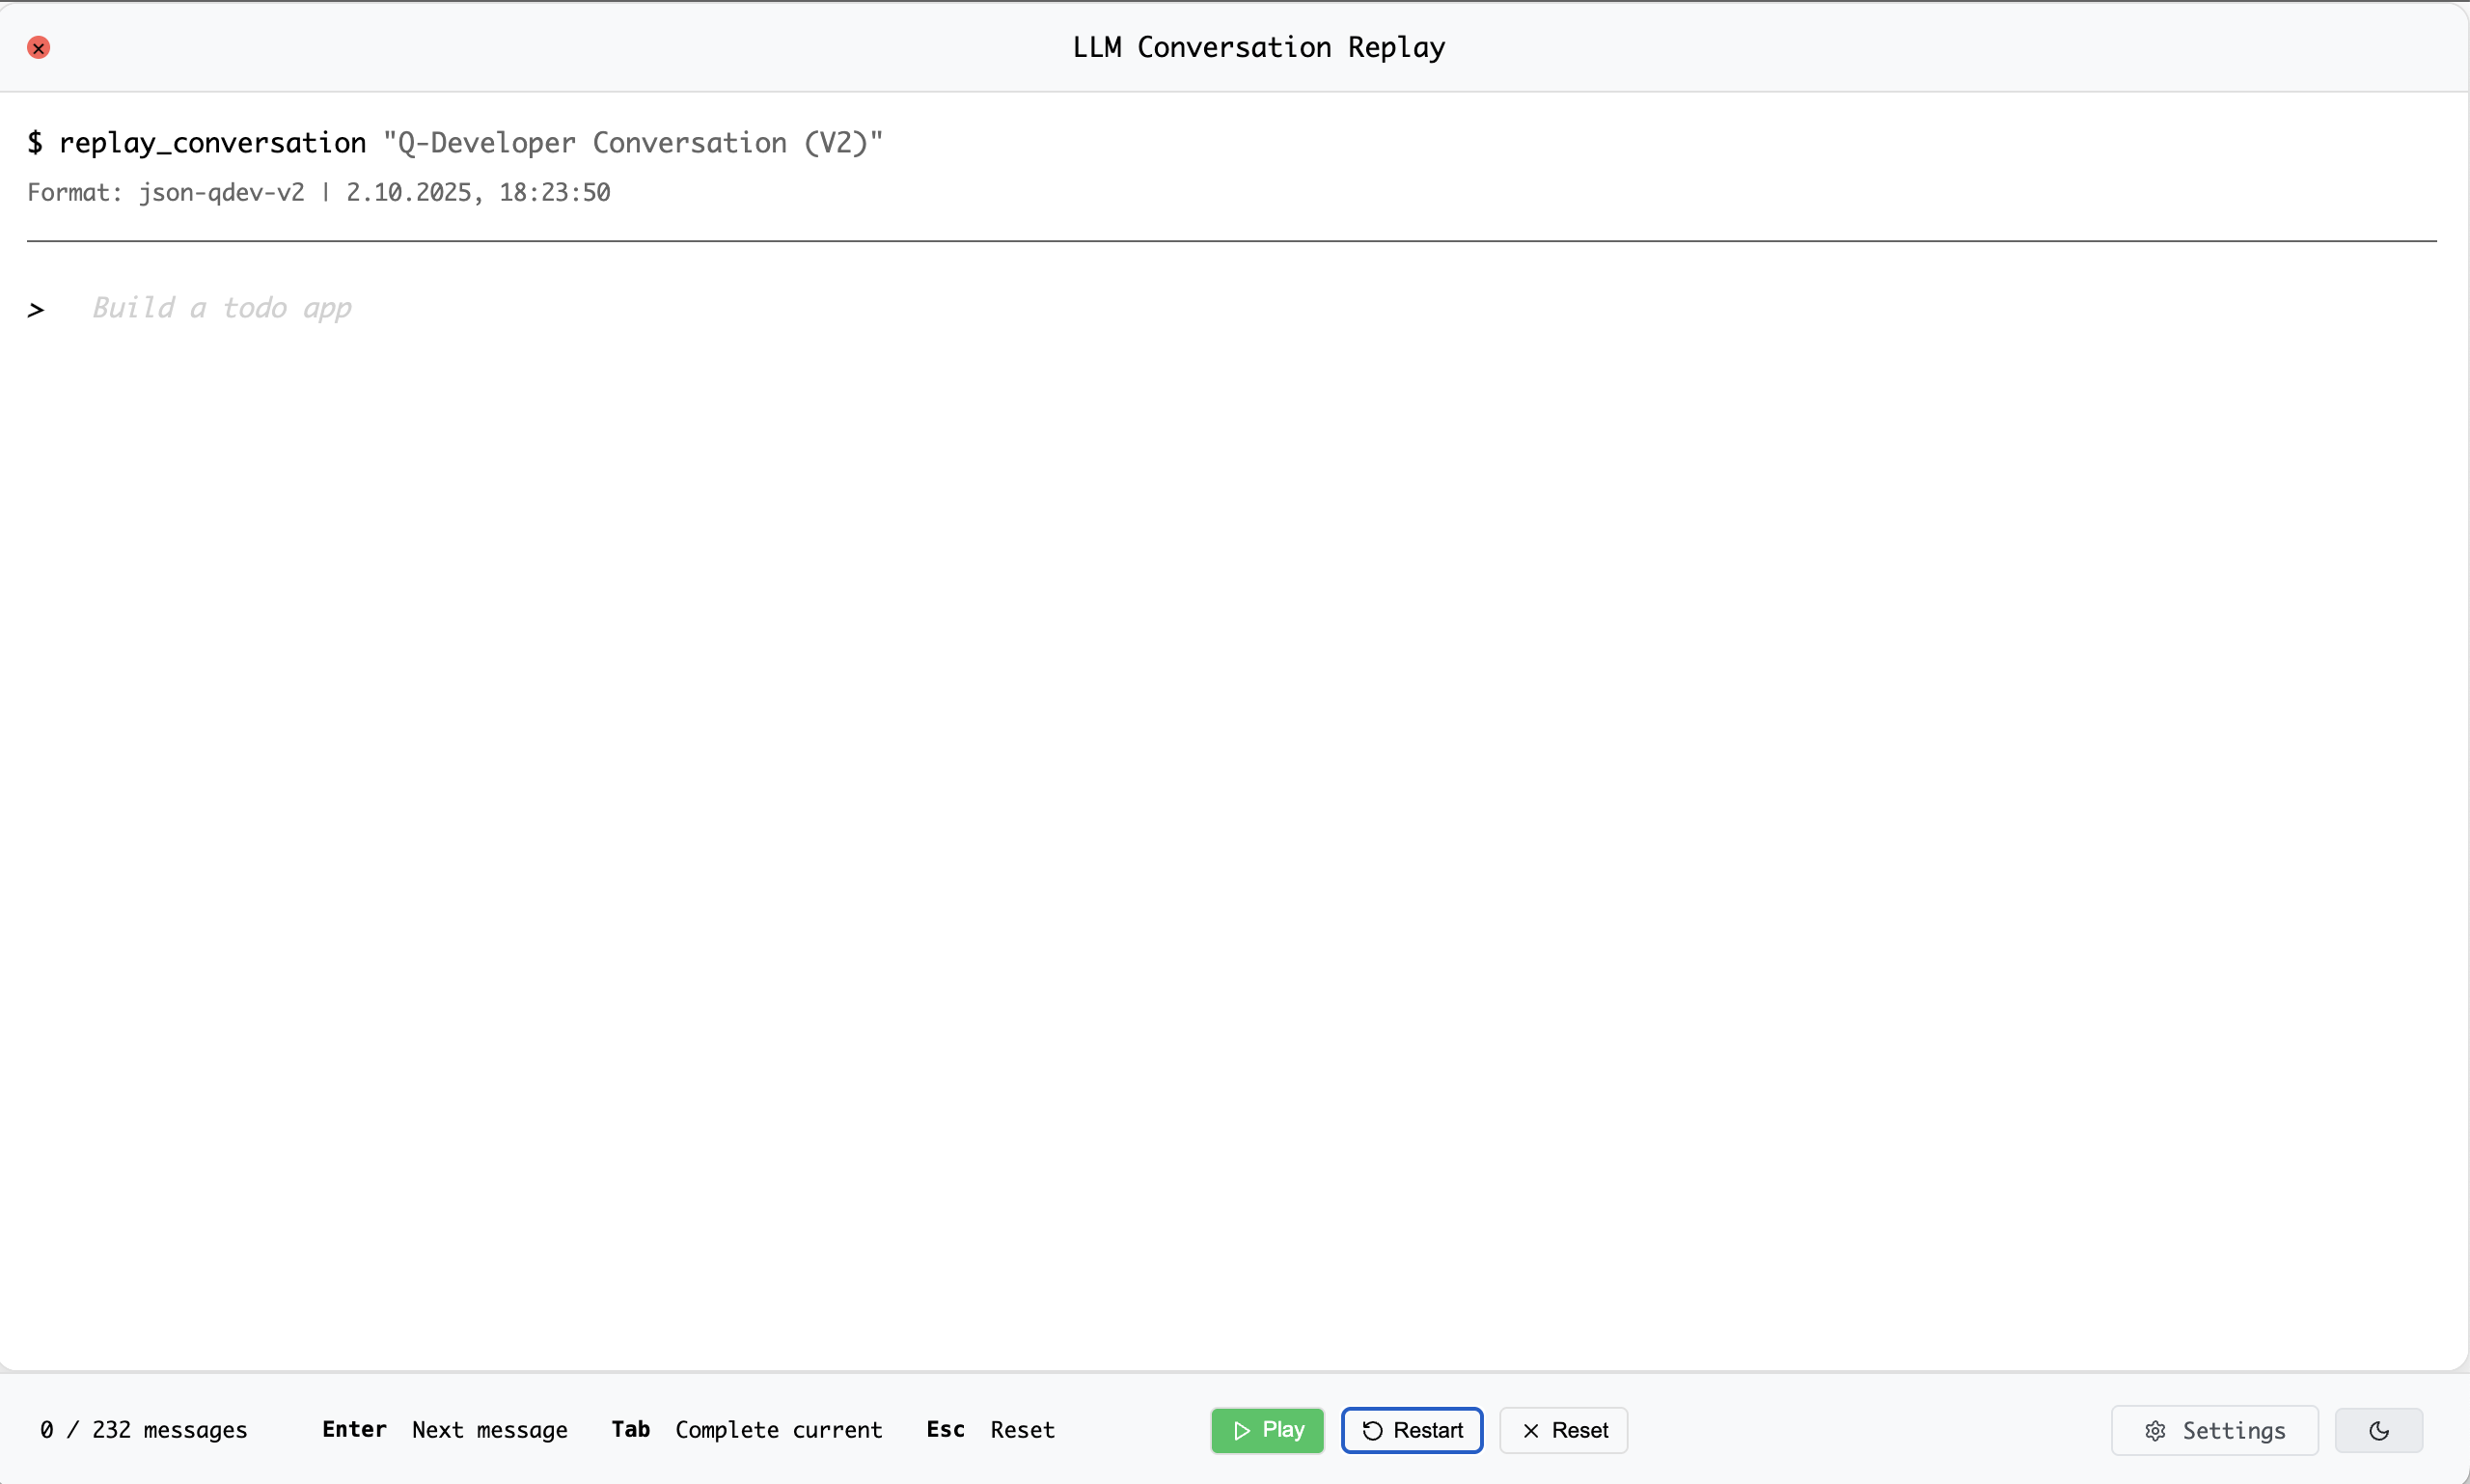 LLM Conversation Replay
$ replay_conversation "Q-Developer Conversation (V2)"
Format: json-qdev-v2 | 2.10.2025, 18:23:50
> Build a todo app
0 / 232 messages Enter Next message Tab Complete current Esc Reset Play Restart Reset Settings